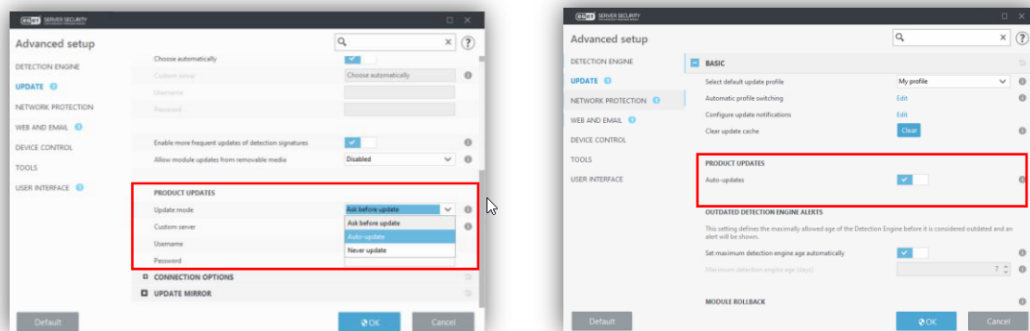 eset SERVER SECURITY
Advanced setup
DETECTION ENGINE
UPDATE
NETWORK PROTECTION
WEB AND EMAIL
DEVICE CONTROL
TOOLS
USER INTERFACE
Choose automatically
Custom server Choose automatically
Username
Password
Enable more frequent updates of detection signatures
Allow module updates from removable media Disabled
PRODUCT UPDATES
Update mode Ask before update
Custom server Ask before update
Auto-update
Username
Never update
Password
CONNECTION OPTIONS
UPDATE MIRROR
Default OK Cancel
eset SERVER SECURITY
Advanced setup
DETECTION ENGINE
UPDATE
NETWORK PROTECTION
WEB AND EMAIL
DEVICE CONTROL
TOOLS
USER INTERFACE
BASIC
Select default update profile My profile
Automatic profile switching Edit
Configure update notifications Edit
Clear update cache Clear
PRODUCT UPDATES
Auto-updates
OUTDATED DETECTION ENGINE ALERTS
This setting defines the maximally allowed age of the Detection Engine before it is considered outdated and an
alert will be shown.
Set maximum detection engine age automatically
Maximum detection engine age (days) 7
MODULE ROLLBACK
Default OK Cancel